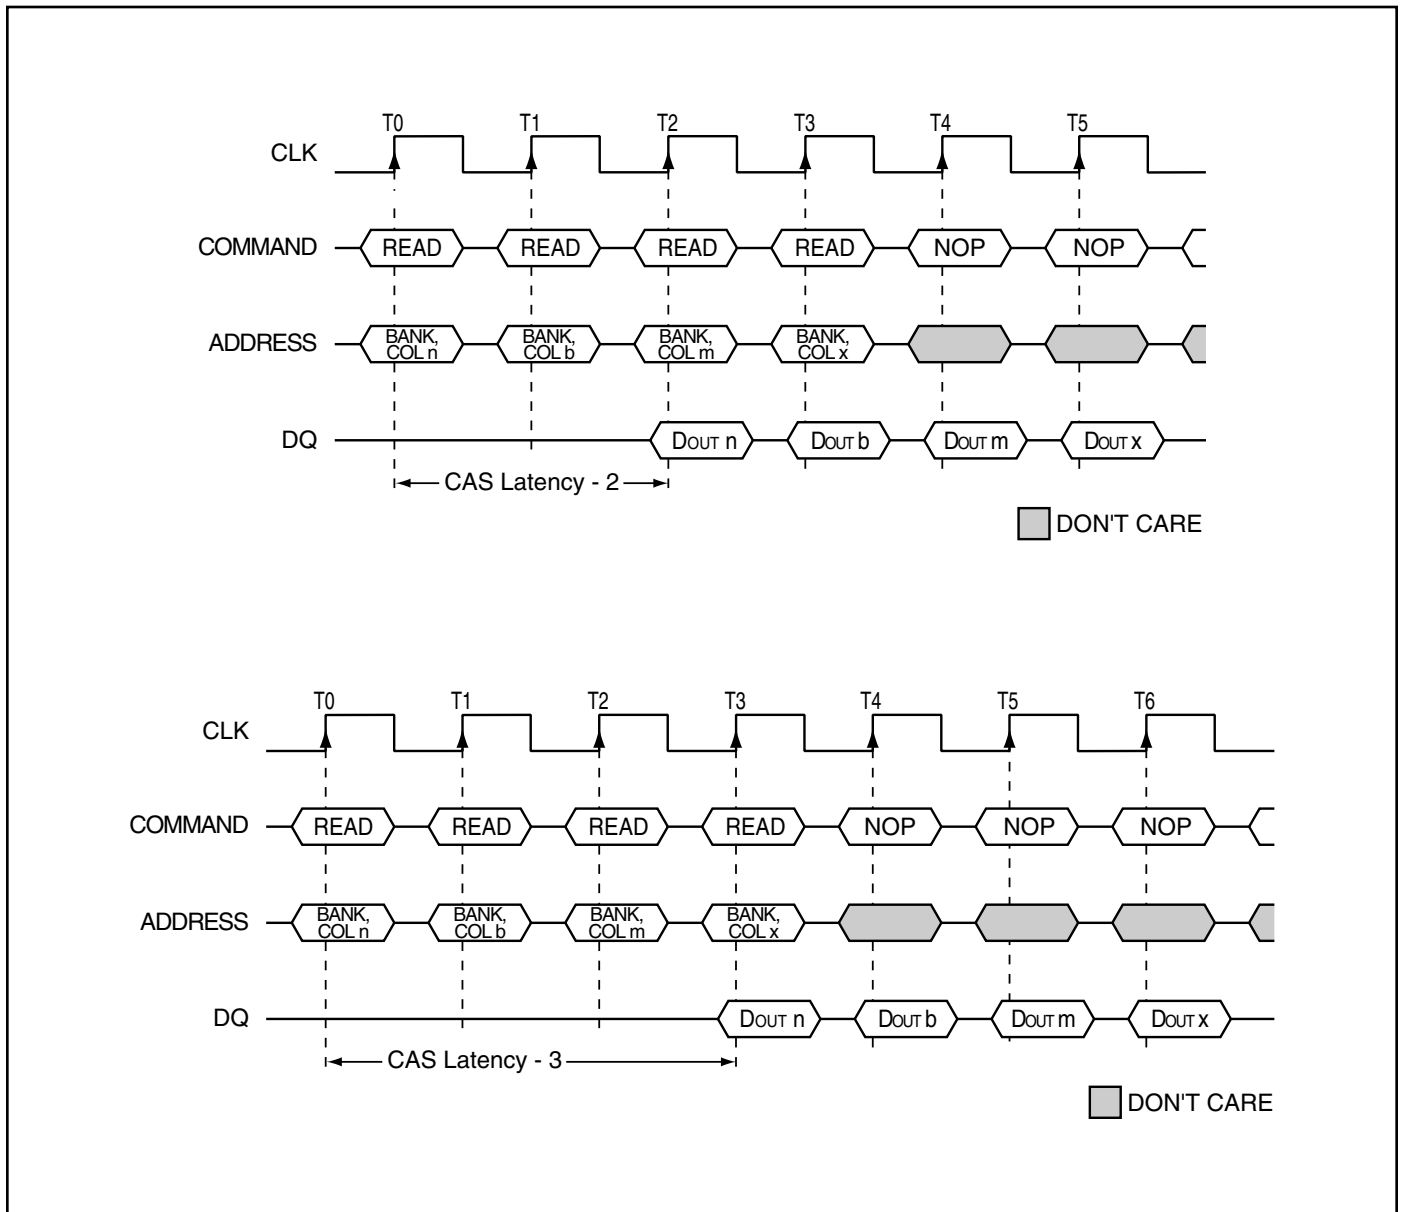 T0 T1 T2 T3 T4 T5
CLK
COMMAND READ READ READ READ NOP NOP
ADDRESS
BANK, COL n
BANK, COL b
BANK, COL m
BANK, COL x
DQ DOUT n DOUT b DOUT m DOUT x
CAS Latency - 2
DON'T CARE
T0 T1 T2 T3 T4 T5 T6
CLK
COMMAND READ READ READ READ NOP NOP NOP
ADDRESS
BANK, COL n
BANK, COL b
BANK, COL m
BANK, COL x
DQ DOUT n DOUT b DOUT m DOUT x
CAS Latency - 3
DON'T CARE